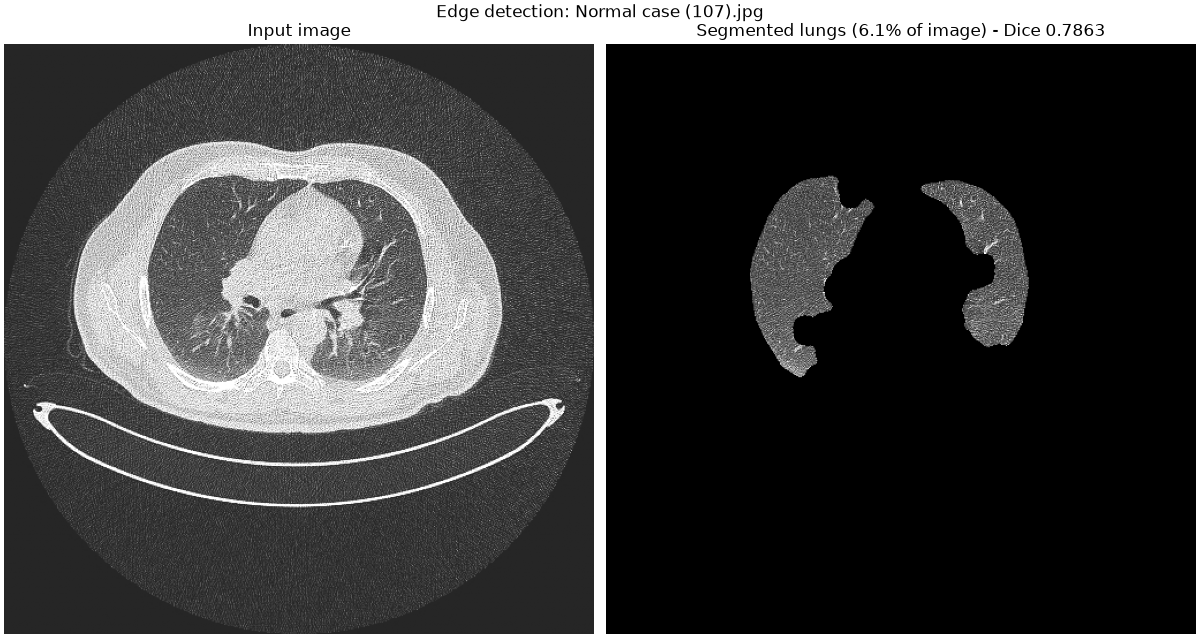 Edge detection: Normal case (107).jpg
Input image
Segmented lungs (6.1% of image) - Dice 0.7863